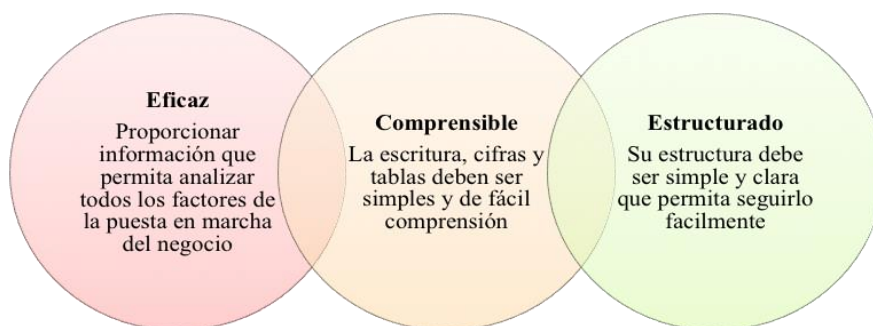 Eficaz
Proporcionar
información que
permita analizar
todos los factores de
la puesta en marcha
del negocio
Comprensible
La escritura, cifras y
tablas deben ser
simples y de fácil
comprensión
Estructurado
Su estructura debe
ser simple y clara
que permita seguirlo
facilmente